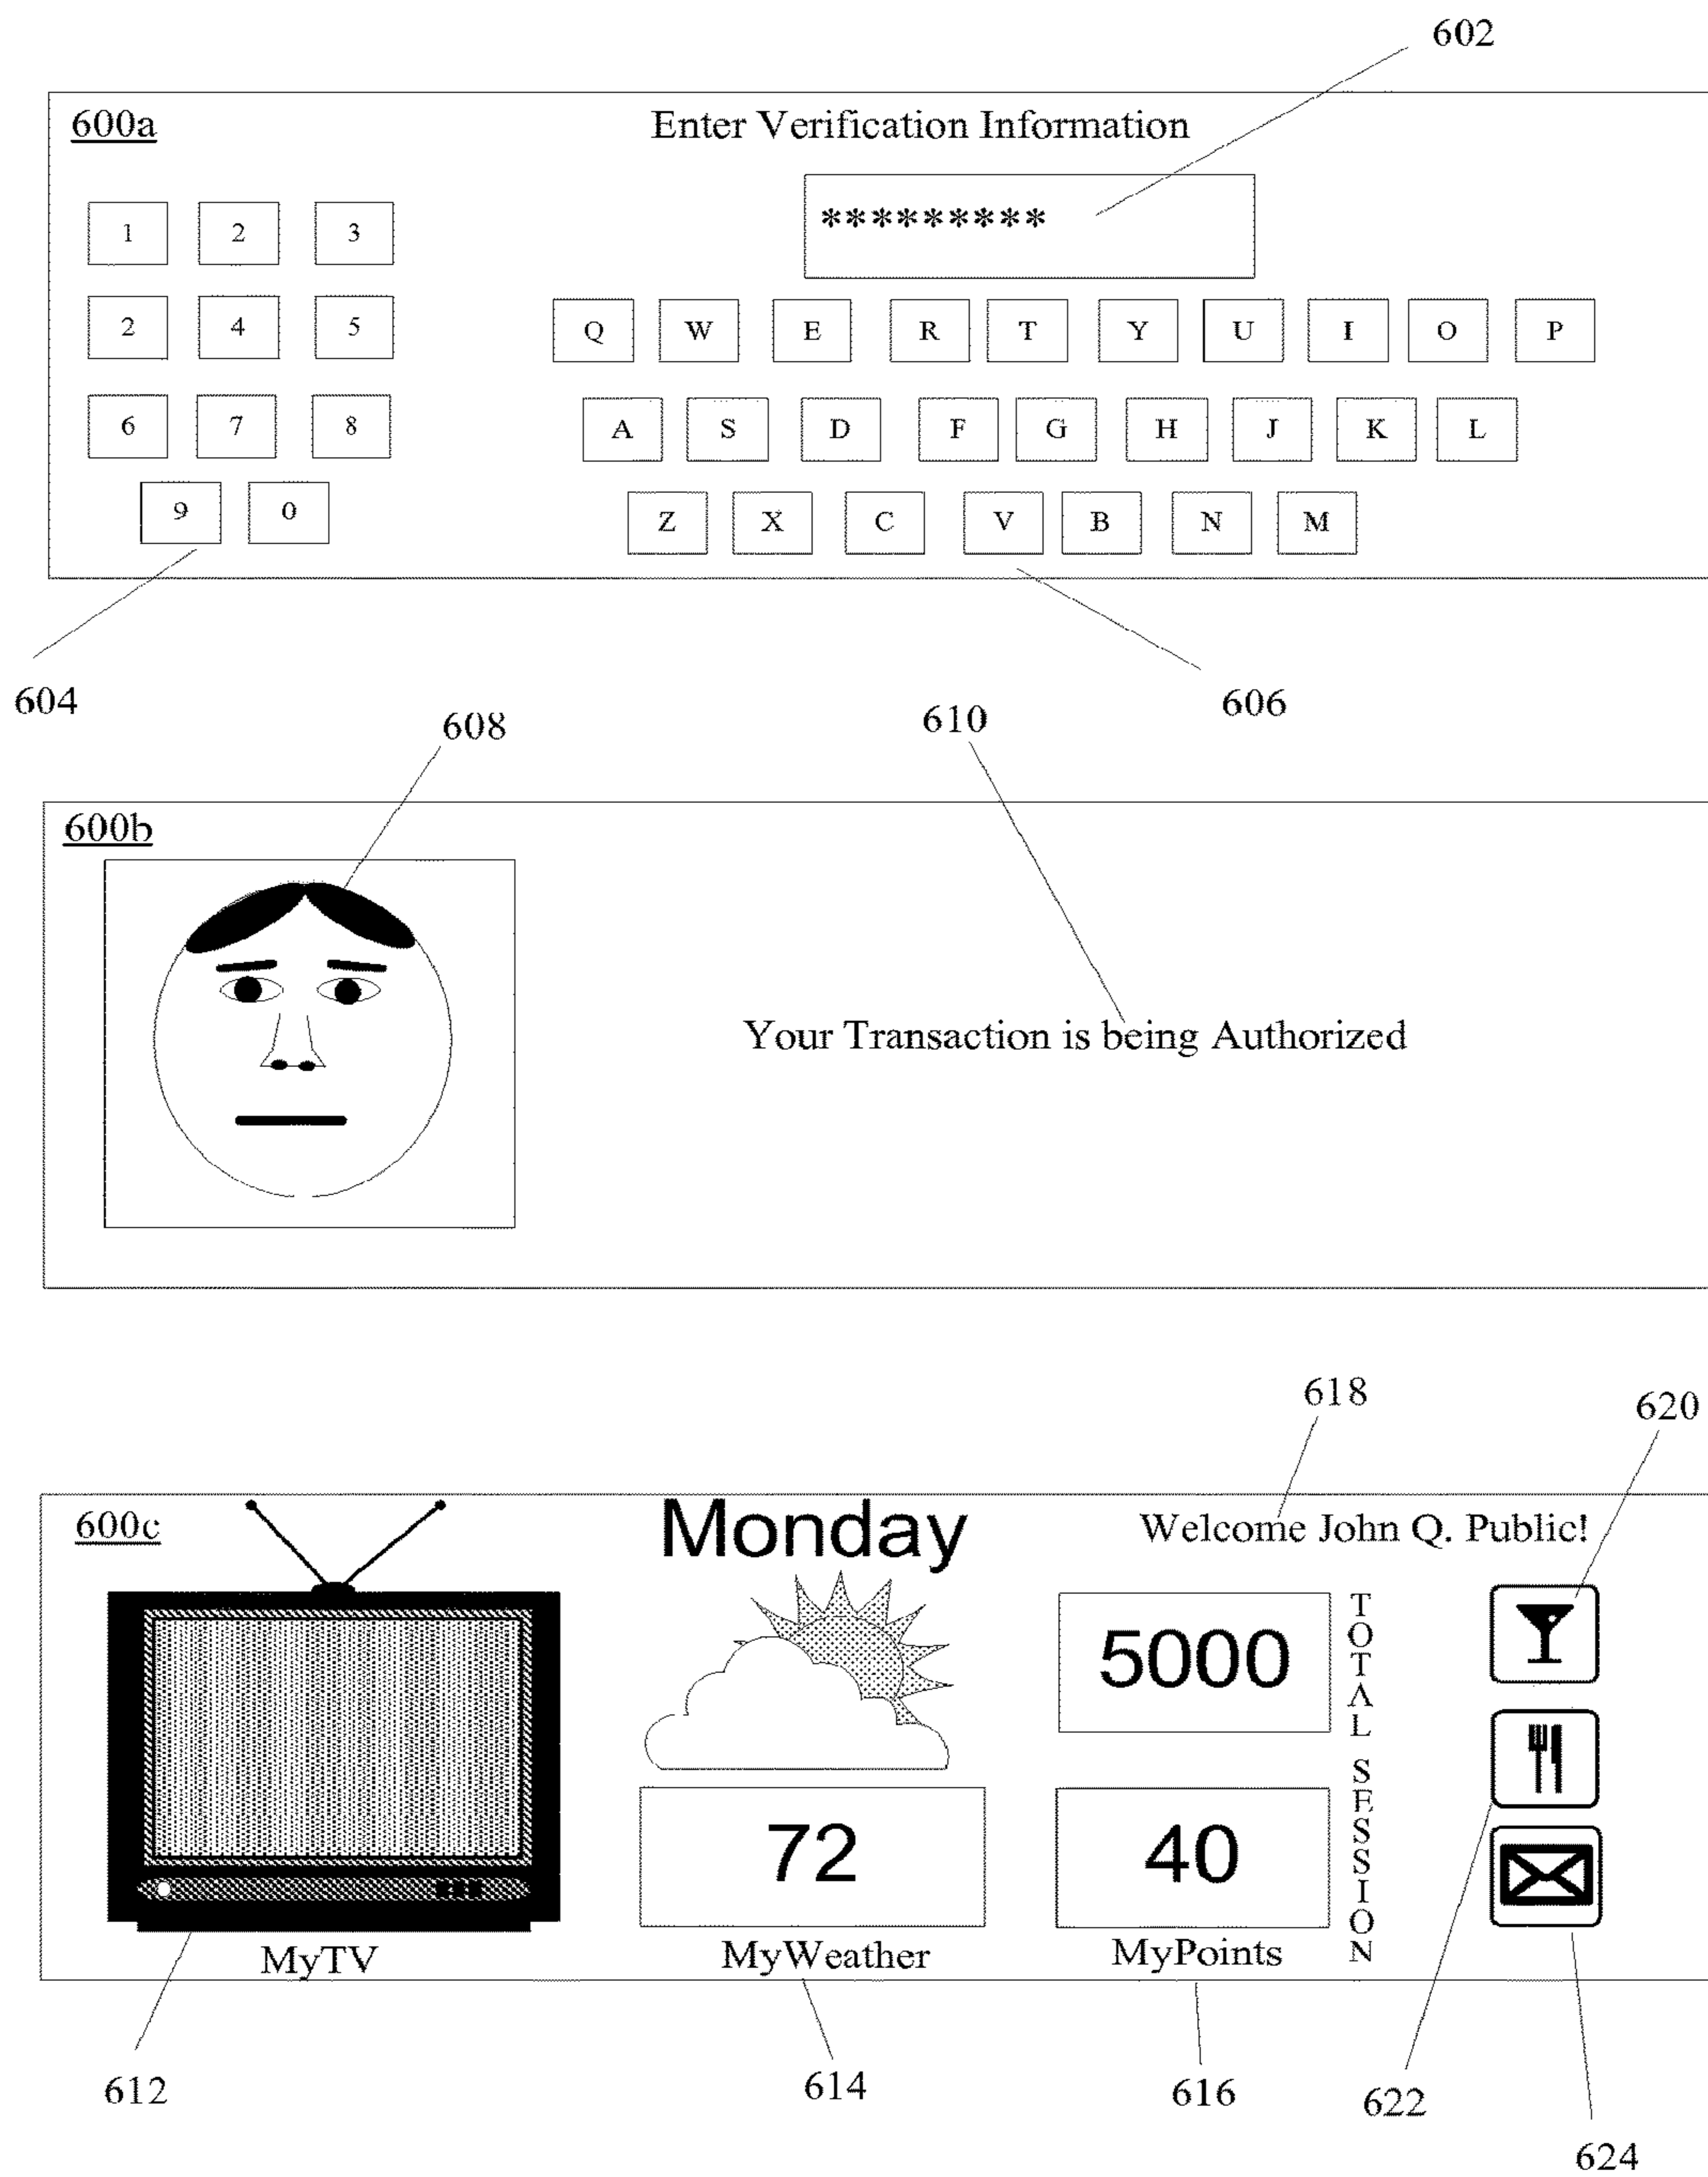 602
600a
Enter Verification Information
*********
1 2 3
2 4 5
6 7 8
9 0
Q W E R T Y U I O P
A S D F G H J K L
Z X C V B N M
604
606
608
610
600b
Your Transaction is being Authorized
618
620
600c
Monday
Welcome John Q. Public!
5000
TOTAL SESSION
72
40
MyTV
MyWeather
MyPoints
612
614
616
622
624